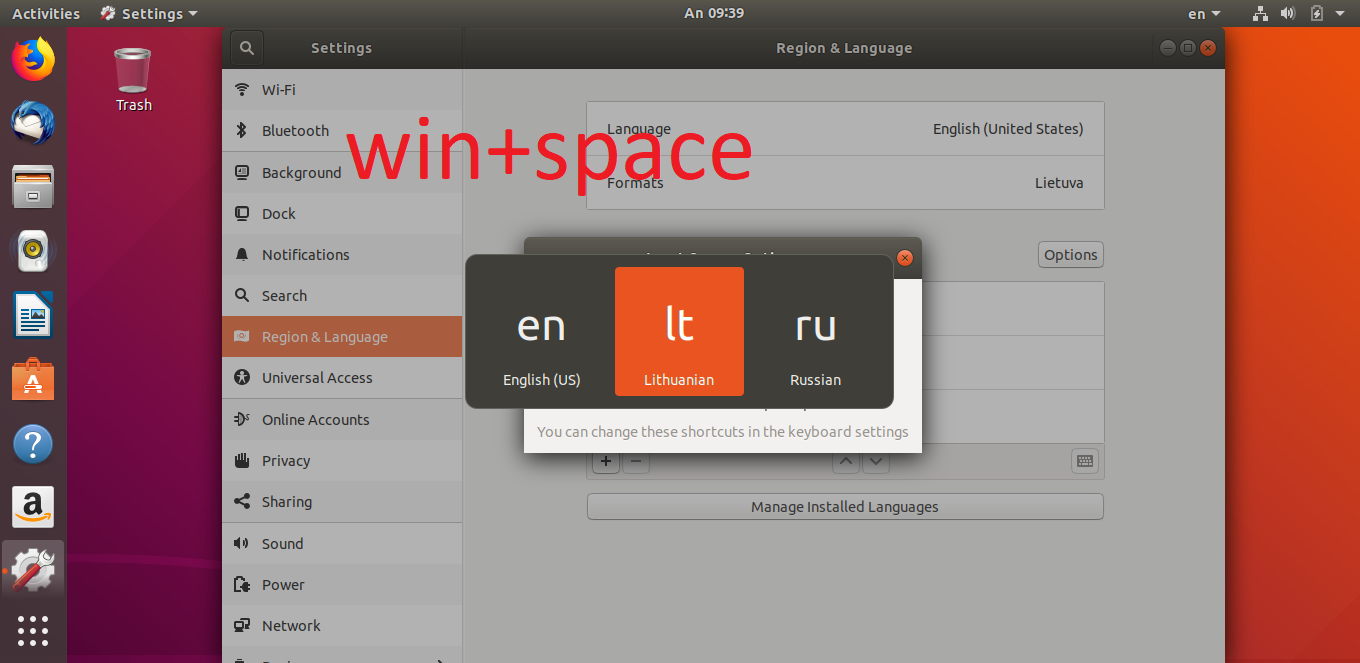 Activities Settings An 09:39 en
Settings Region & Language
Trash
Wi-Fi
Bluetooth
Background
Dock
Notifications
Search
Region & Language
Universal Access
Online Accounts
Privacy
Sharing
Sound
Power
Network
win+space
Language English (United States)
Formats Lietuva
Options
en lt ru
English (US) Lithuanian Russian
You can change these shortcuts in the keyboard settings
+ −
Manage Installed Languages